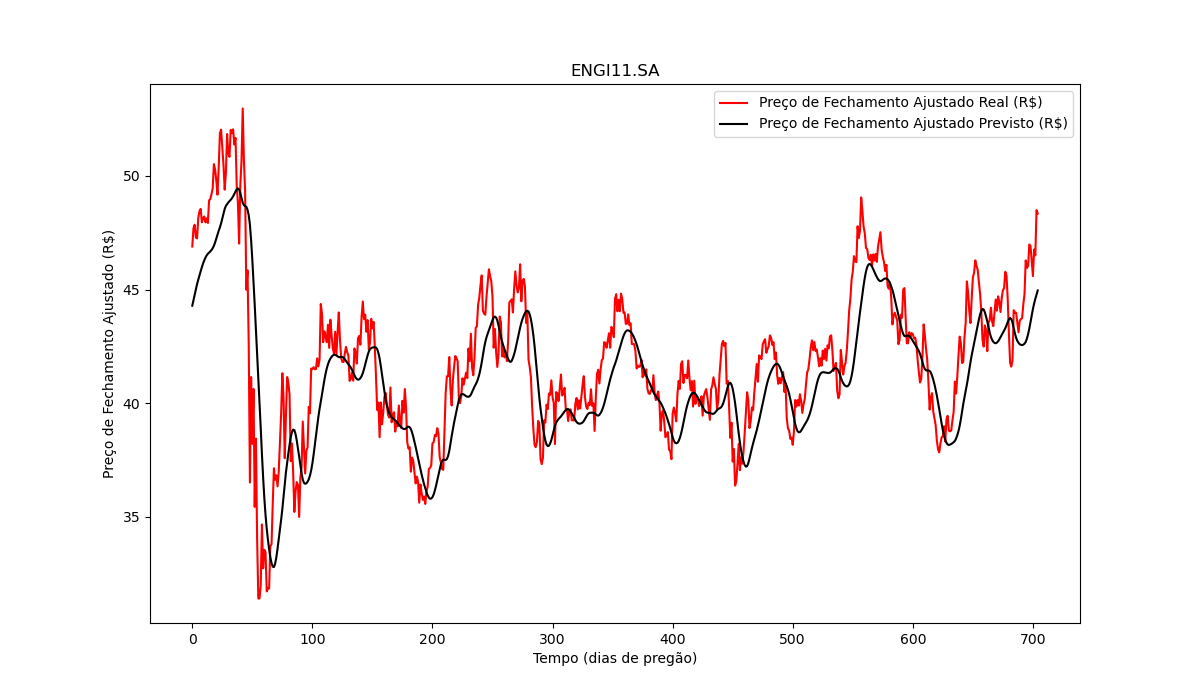 ENGI11.SA
Preço de Fechamento Ajustado Real (R$)
Preço de Fechamento Ajustado Previsto (R$)
Preço de Fechamento Ajustado (R$)
50
45
40
35
0 100 200 300 400 500 600 700
Tempo (dias de pregão)